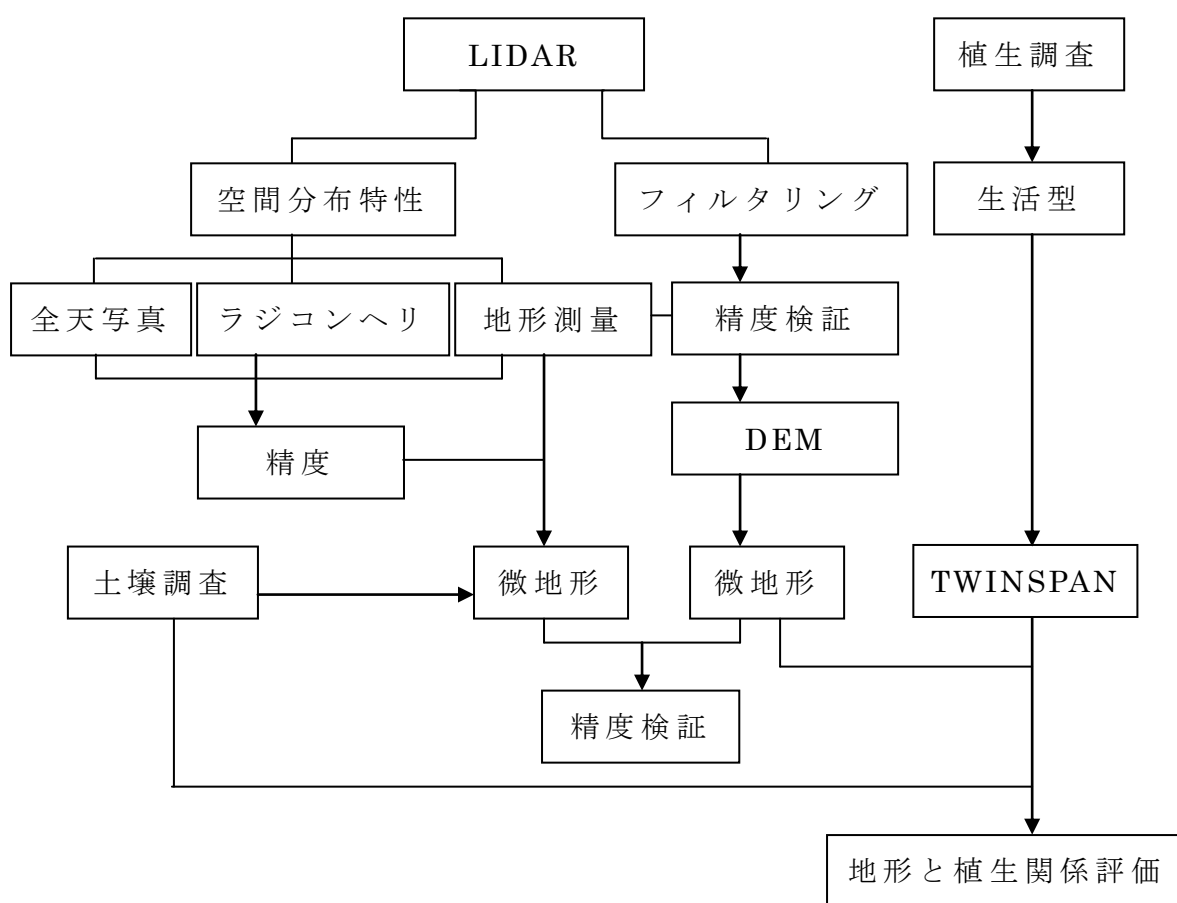 LIDAR
植生調査
空間分布特性
フィルタリング
生活型
全天写真
ラジコンヘリ
地形測量
精度検証
精度
DEM
土壌調査
微地形
微地形
TWINSPAN
精度検証
地形と植生関係評価